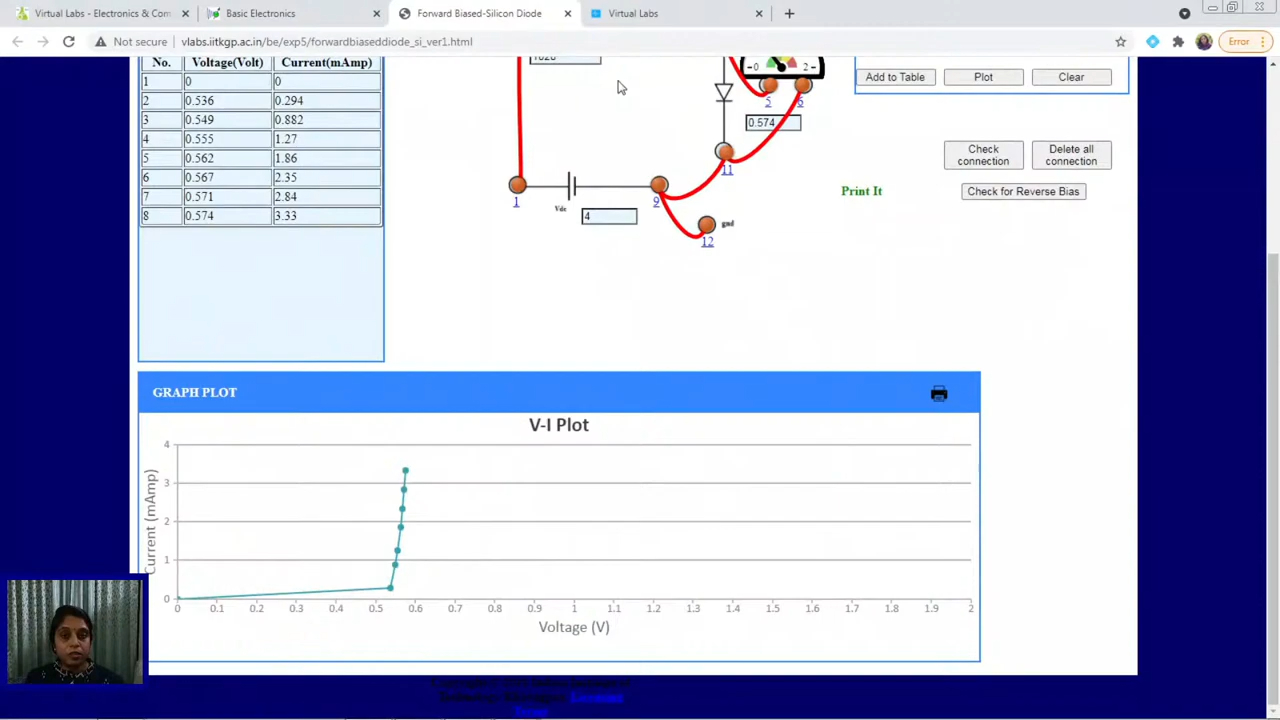 Virtual Labs - Electronics & Com
Basic Electronics
Forward Biased-Silicon Diode
Virtual Labs
Not secure
vlabs.iitkgp.ac.in/be/exp5/forwardbiaseddiode_si_ver1.html
Error
No. Voltage(Volt) Current(mAmp)
1 0 0
2 0.536 0.294
3 0.549 0.882
4 0.555 1.27
5 0.562 1.86
6 0.567 2.35
7 0.571 2.84
8 0.574 3.33
0 2
5 6
0.574
11
1 9
Vdc
4
gnd
12
Add to Table Plot Clear
Check connection
Delete all connection
Print It
Check for Reverse Bias
GRAPH PLOT
V-I Plot
Current (mAmp)
4
3
2
1
0
0 0.1 0.2 0.3 0.4 0.5 0.6 0.7 0.8 0.9 1 1.1 1.2 1.3 1.4 1.5 1.6 1.7 1.8 1.9 2
Voltage (V)